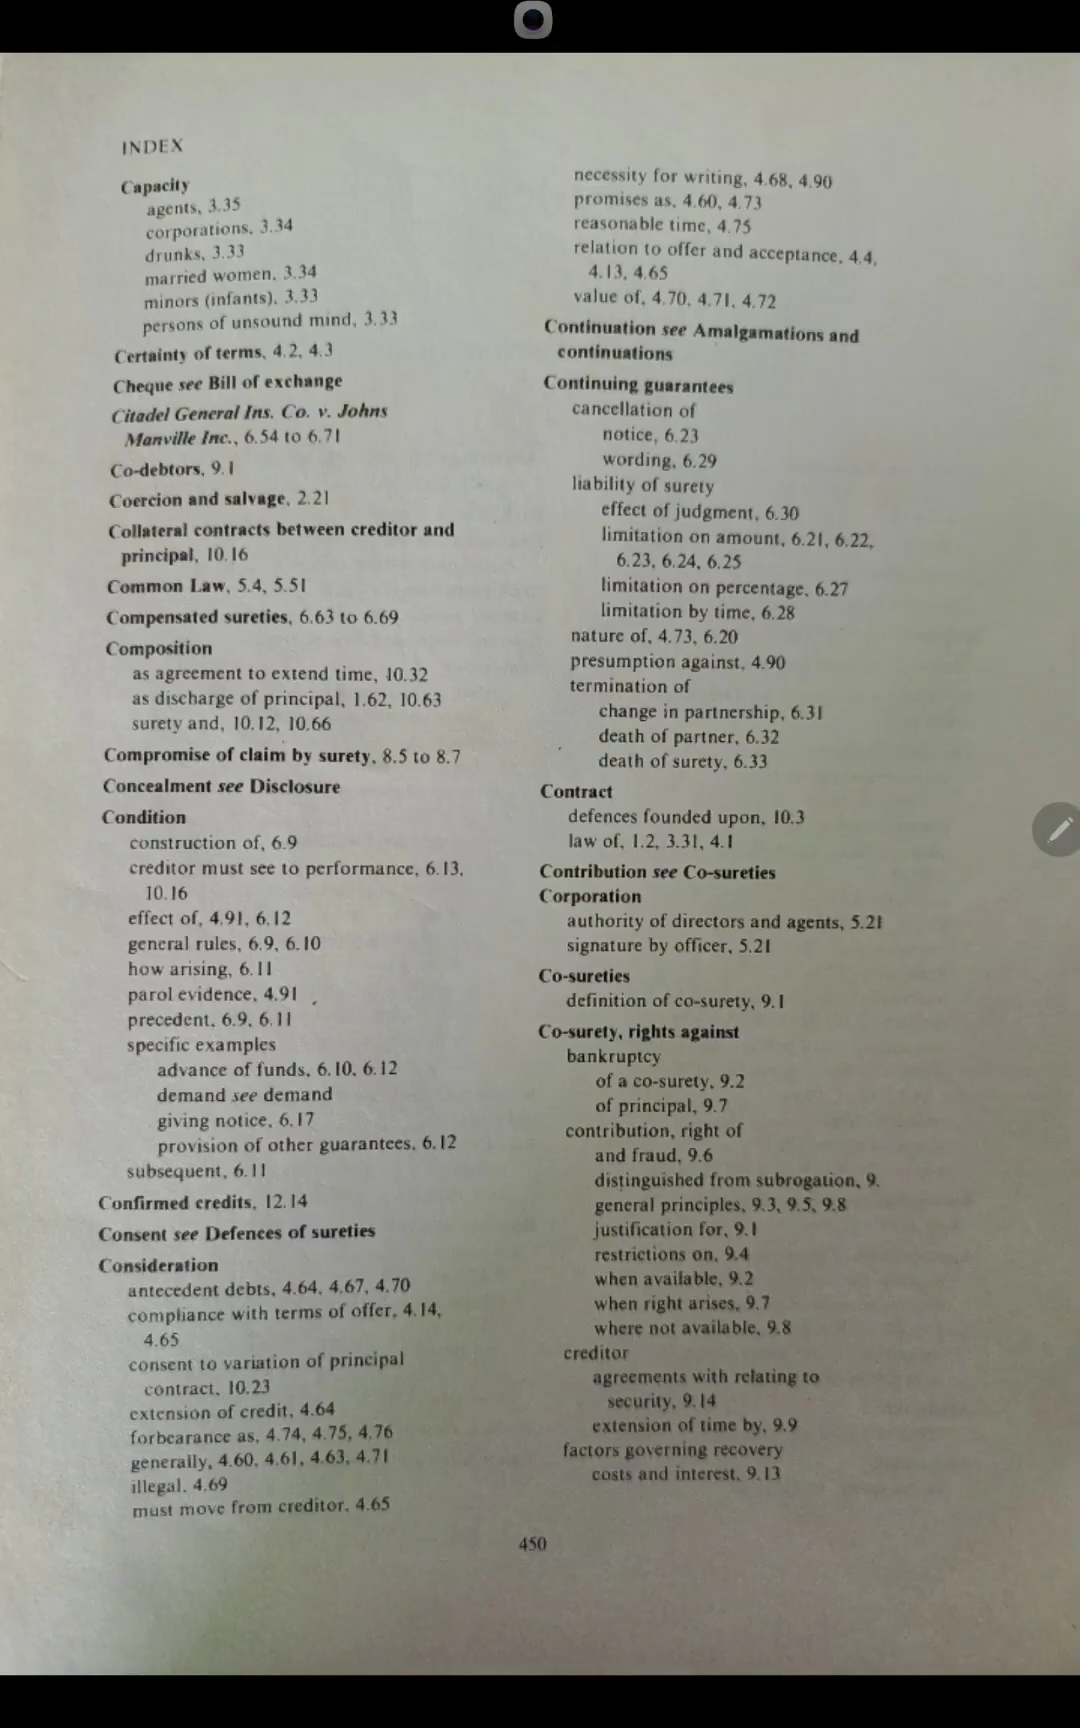 INDEX
Capacity
agents, 3.35
corporations, 3.34
drunks, 3.33
married women, 3.34
minors (infants), 3.33
persons of unsound mind, 3.33
Certainty of terms, 4.2, 4.3
Cheque see Bill of exchange
Citadel General Ins. Co. v. Johns
Manville Inc., 6.54 to 6.71
Co-debtors, 9.1
Coercion and salvage, 2.21
Collateral contracts between creditor and
principal, 10.16
Common Law, 5.4, 5.51
Compensated sureties, 6.63 to 6.69
Composition
as agreement to extend time, 10.32
as discharge of principal, 1.62, 10.63
surety and, 10.12, 10.66
Compromise of claim by surety, 8.5 to 8.7
Concealment see Disclosure
Condition
construction of, 6.9
creditor must see to performance, 6.13,
10.16
effect of, 4.91, 6.12
general rules, 6.9, 6.10
how arising, 6.11
parol evidence, 4.91
precedent, 6.9, 6.11
specific examples
advance of funds, 6.10, 6.12
demand see demand
giving notice, 6.17
provision of other guarantees, 6.12
subsequent, 6.11
Confirmed credits, 12.14
Consent see Defences of sureties
Consideration
antecedent debts, 4.64, 4.67, 4.70
compliance with terms of offer, 4.14,
4.65
consent to variation of principal
contract, 10.23
extension of credit, 4.64
forbearance as, 4.74, 4.75, 4.76
generally, 4.60, 4.61, 4.63, 4.71
illegal, 4.69
must move from creditor, 4.65
necessity for writing, 4.68, 4.90
promises as, 4.60, 4.73
reasonable time, 4.75
relation to offer and acceptance, 4.4,
4.13, 4.65
value of, 4.70, 4.71, 4.72
Continuation see Amalgamations and
continuations
Continuing guarantees
cancellation of
notice, 6.23
wording, 6.29
liability of surety
effect of judgment, 6.30
limitation on amount, 6.21, 6.22,
6.23, 6.24, 6.25
limitation on percentage, 6.27
limitation by time, 6.28
nature of, 4.73, 6.20
presumption against, 4.90
termination of
change in partnership, 6.31
death of partner, 6.32
death of surety, 6.33
Contract
defences founded upon, 10.3
law of, 1.2, 3.31, 4.1
Contribution see Co-sureties
Corporation
authority of directors and agents, 5.21
signature by officer, 5.21
Co-sureties
definition of co-surety, 9.1
Co-surety, rights against
bankruptcy
of a co-surety, 9.2
of principal, 9.7
contribution, right of
and fraud, 9.6
distinguished from subrogation, 9.
general principles, 9.3, 9.5, 9.8
justification for, 9.1
restrictions on, 9.4
when available, 9.2
when right arises, 9.7
where not available, 9.8
creditor
agreements with relating to
security, 9.14
extension of time by, 9.9
factors governing recovery
costs and interest, 9.13
450